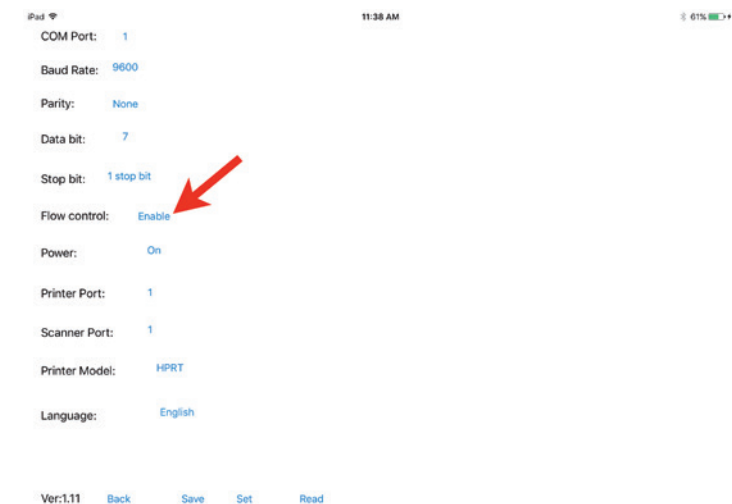 iPad 11:38 AM 61%
COM Port: 1
Baud Rate: 9600
Parity: None
Data bit: 7
Stop bit: 1 stop bit
Flow control: Enable
Power: On
Printer Port: 1
Scanner Port: 1
Printer Model: HPRT
Language: English
Ver:1.11 Back Save Set Read